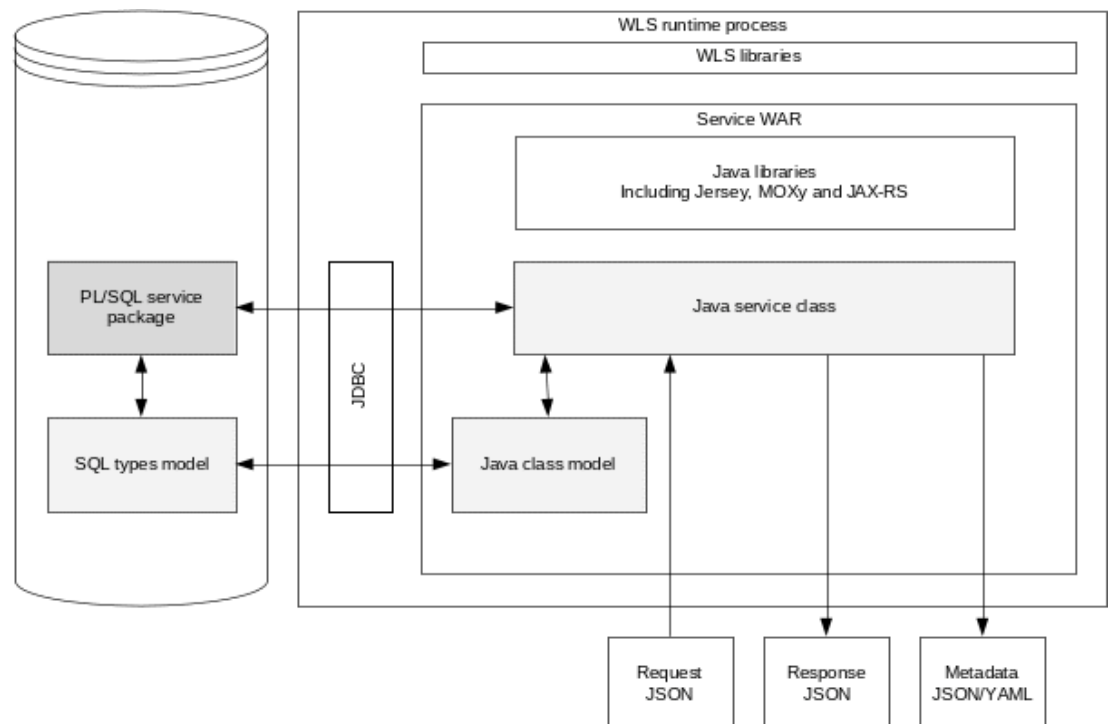 WLS runtime process
WLS libraries
Service WAR
Java libraries
Including Jersey, MOXy and JAX-RS
PL/SQL service
package
JDBC
Java service class
SQL types model
Java class model
Request
JSON
Response
JSON
Metadada
JSON/YAML